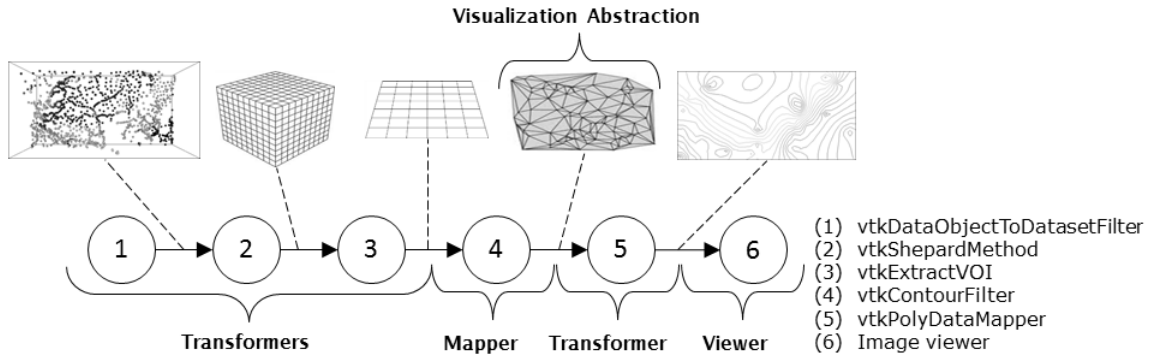 Visualization Abstraction
1
2
3
4
5
6
Transformers
Mapper
Transformer
Viewer
(1) vtkDataObjectToDatasetFilter
(2) vtkShepardMethod
(3) vtkExtractVOI
(4) vtkContourFilter
(5) vtkPolyDataMapper
(6) Image viewer